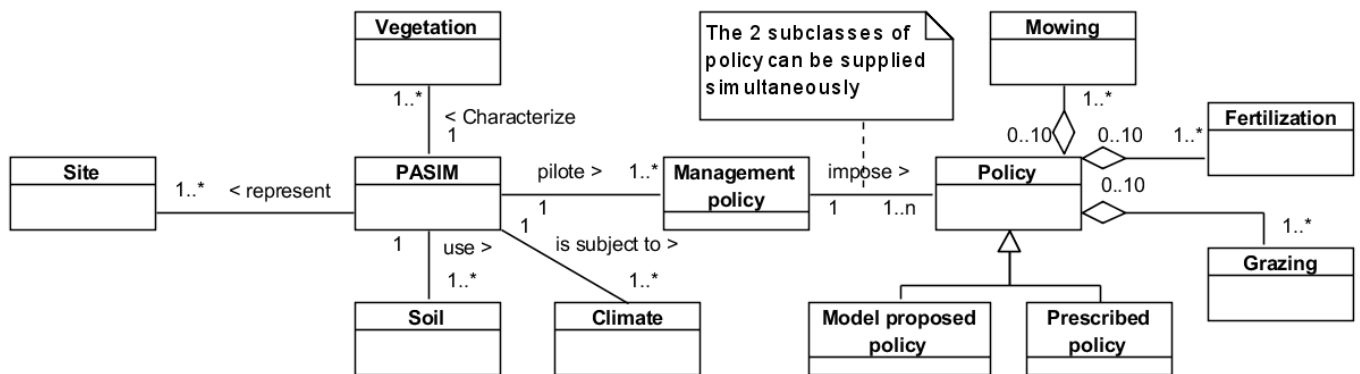 Vegetation
The 2 subclasses of
policy can be supplied
simultaneously
Mowing
1..*
< Characterize
1
1..*
0..10
0..10
1..*
Fertilization
Site
1..*
< represent
PASIM
pilote >
1..*
1
Management
policy
impose >
1
1..n
Policy
0..10
1
use >
1..*
1
is subject to >
1..*
1..*
Grazing
Soil
Climate
Model proposed
policy
Prescribed
policy